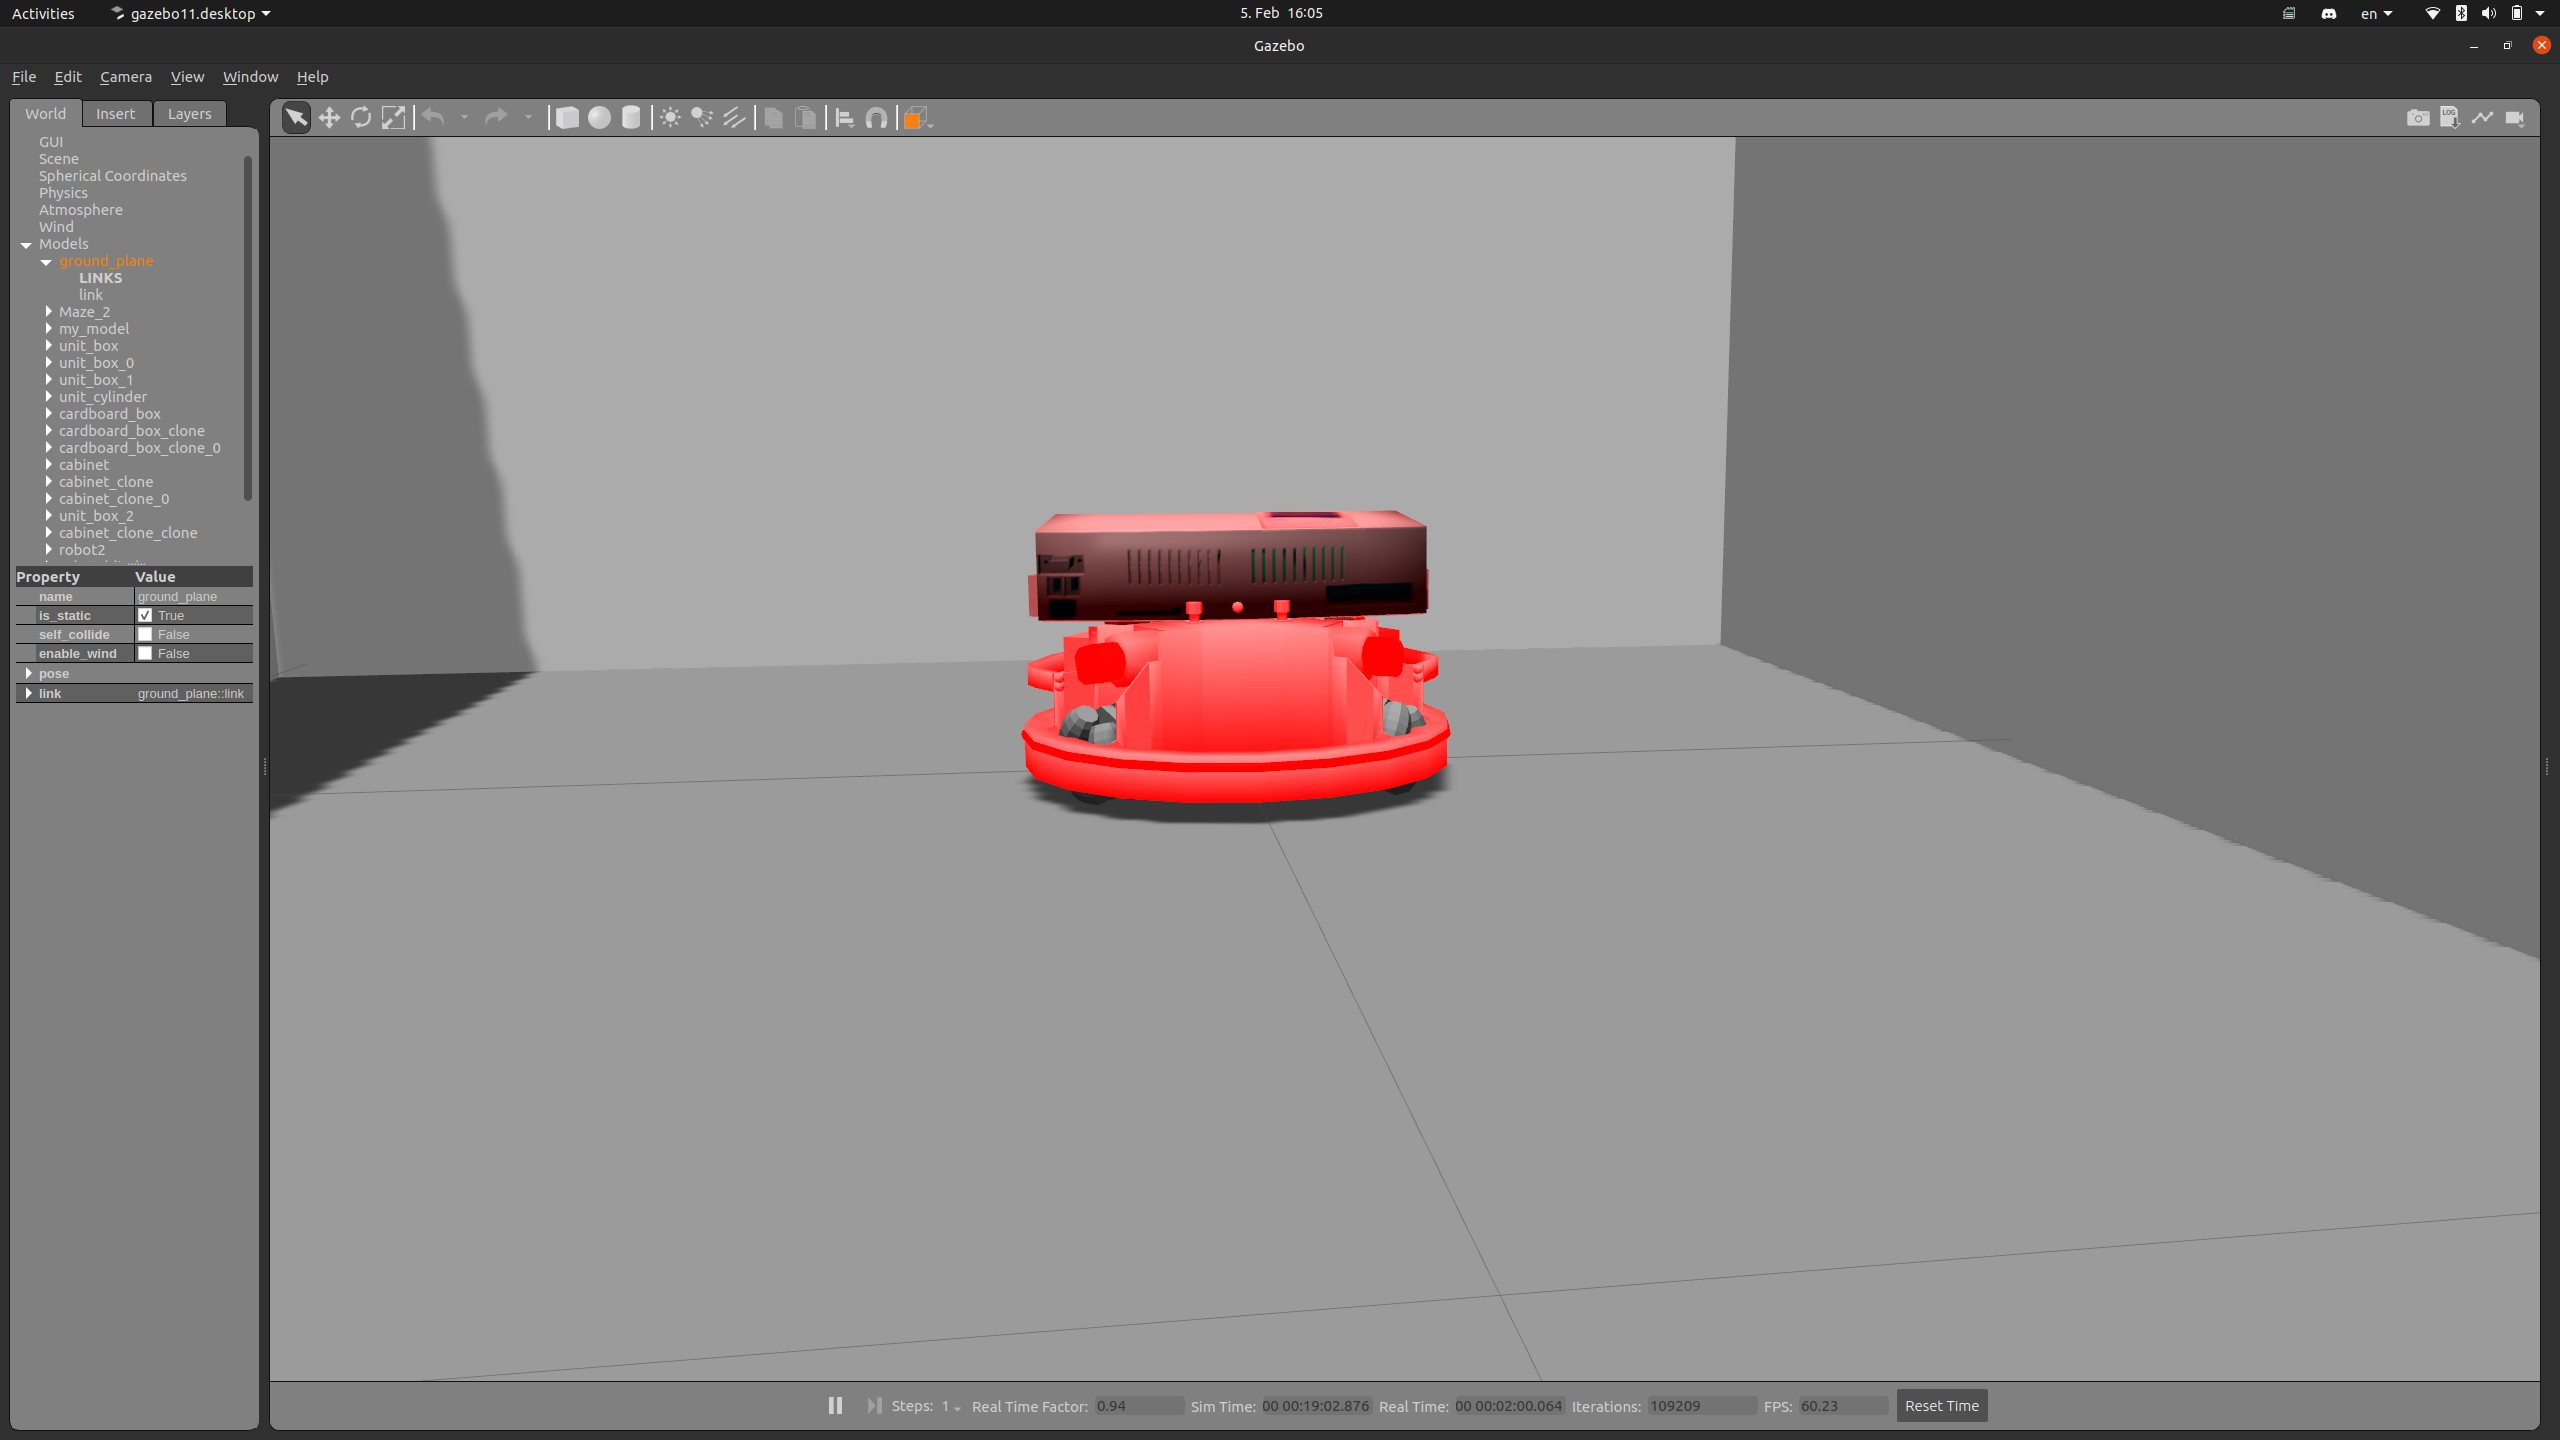 Activities gazebo11.desktop 5. Feb 16:05 en
Gazebo
File Edit Camera View Window Help
World Insert Layers
LOG
GUI
Scene
Spherical Coordinates
Physics
Atmosphere
Wind
Models
ground_plane
LINKS
link
Maze_2
my_model
unit_box
unit_box_0
unit_box_1
unit_cylinder
cardboard_box
cardboard_box_clone
cardboard_box_clone_0
cabinet
cabinet_clone
cabinet_clone_0
unit_box_2
cabinet_clone_clone
robot2
Property Value
name ground_plane
is_static True
self_collide False
enable_wind False
pose
link ground_plane::link
Steps: 1 Real Time Factor: 0.94 Sim Time: 00 00:19:02.876 Real Time: 00 00:02:00.064 Iterations: 109209 FPS: 60.23 Reset Time